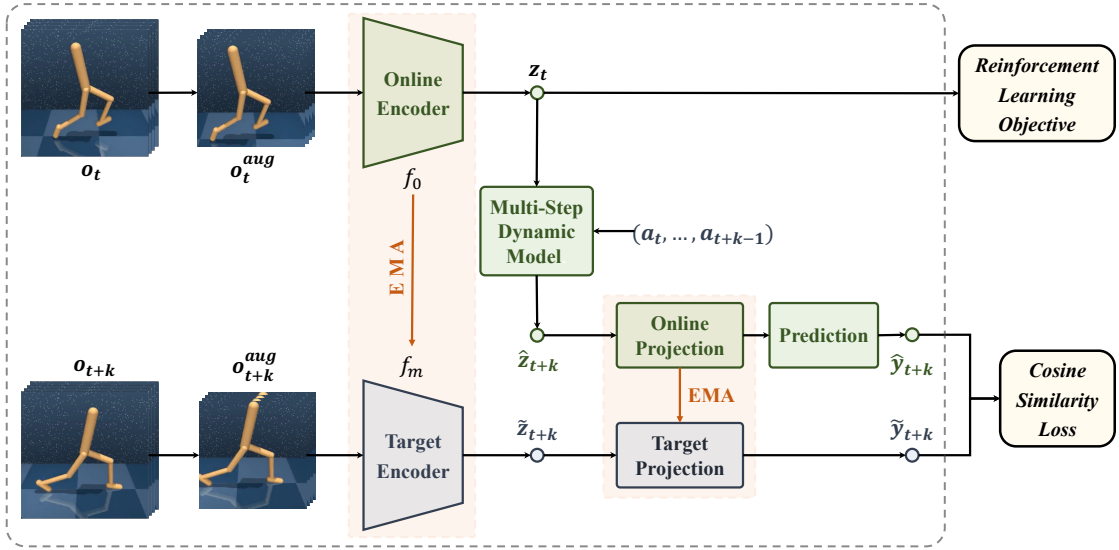 Online
Encoder
z_t
Reinforcement
Learning
Objective
o_t
o_t^{aug}
f_0
Multi-Step
Dynamic
Model
(a_t, …, a_{t+k−1})
EMA
Online
Projection
Prediction
ẑ_{t+k}
ŷ_{t+k}
o_{t+k}
o_{t+k}^{aug}
f_m
EMA
Cosine
Similarity
Loss
Target
Encoder
z̃_{t+k}
Target
Projection
ỹ_{t+k}